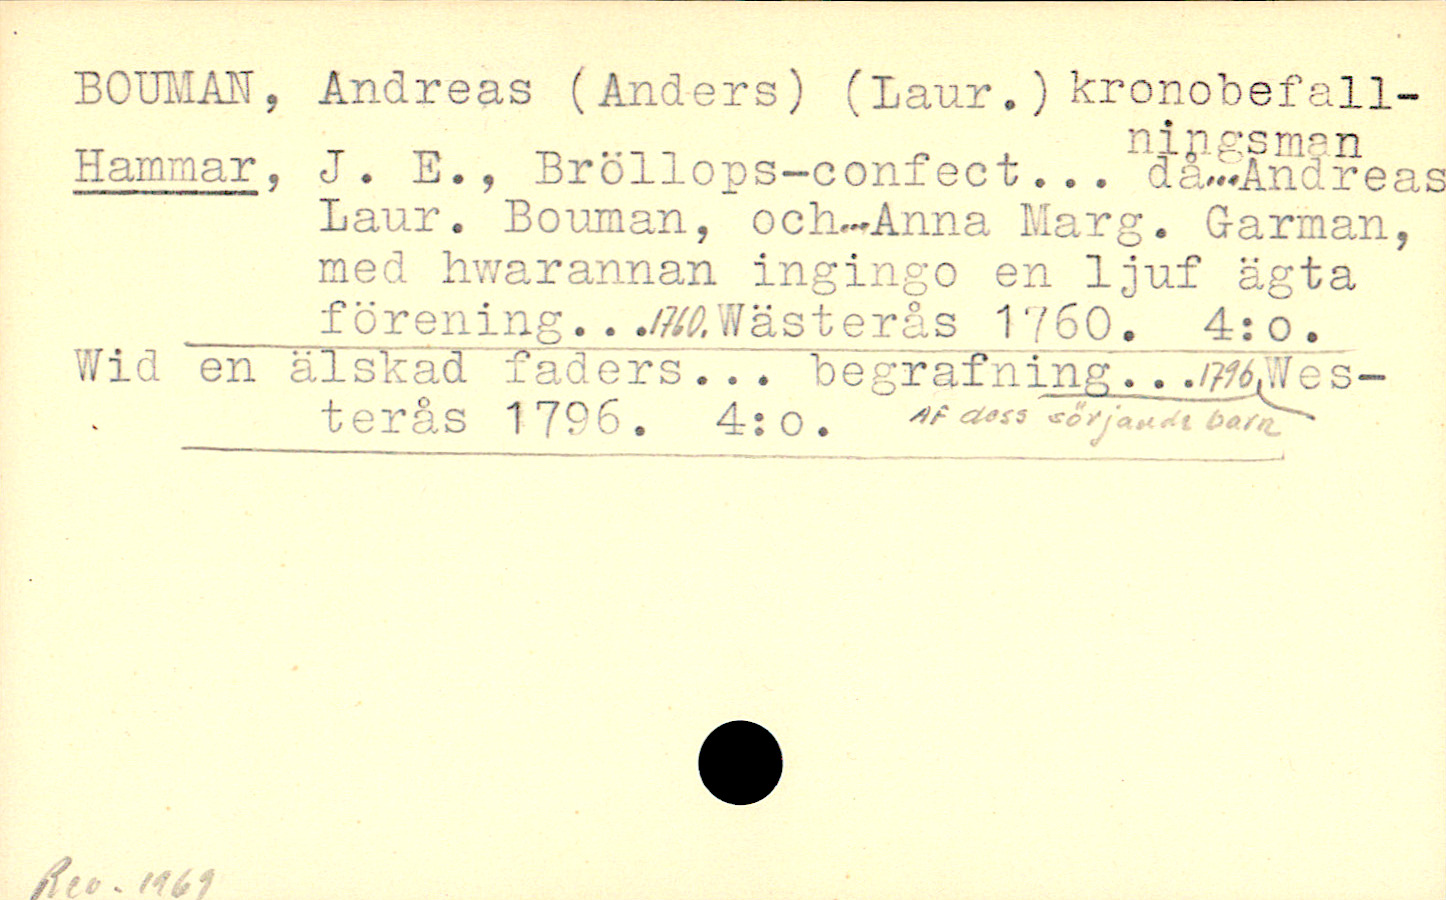 BOUMAN, Andreas (Anders) (Laur.) kronobefall-
ningsman
Hammar, J. E., Bröllops-confect... då...Andreas
Laur. Bouman, och...Anna Marg. Garman,
med hwarannan ingingo en ljuf ägta
förening...1760. Wästerås 1760. 4:o.
Wid en älskad faders... begrafning...1796, Wes-
terås 1796. 4:o. AF dess sörjande barn
Rev. 1969